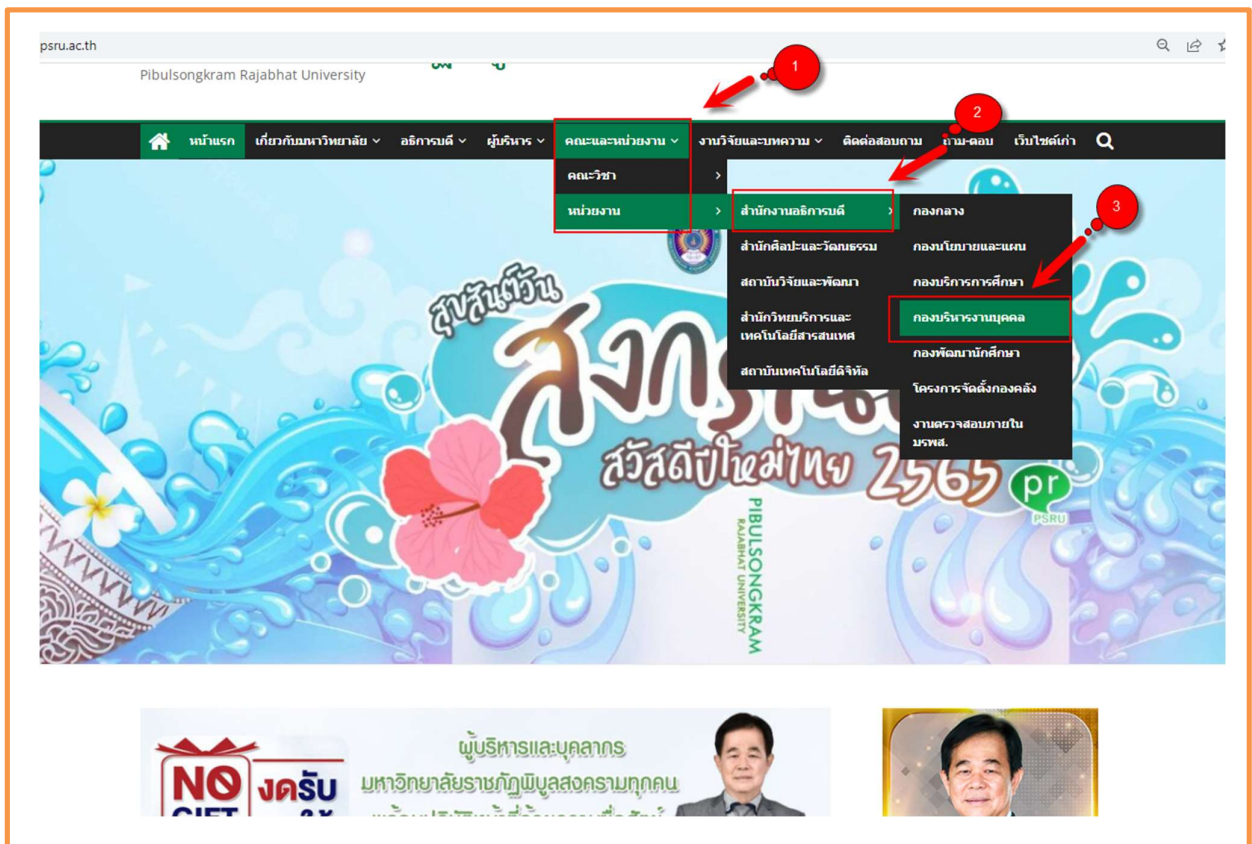 psru.ac.th
Pibulsongkram Rajabhat University
1
2
หน้าแรก เกี่ยวกับมหาวิทยาลัย อธิการบดี ผู้บริหาร คณะและหน่วยงาน งานวิจัยและบทความ ติดต่อสอบถาม ถาม-ตอบ เว็บไซต์เก่า
คณะวิชา
หน่วยงาน
สำนักงานอธิการบดี
สำนักศิลปะและวัฒนธรรม
สถาบันวิจัยและพัฒนา
สำนักวิทยบริการและ
เทคโนโลยีสารสนเทศ
สถาบันเทคโนโลยีดิจิทัล
3
กองกลาง
กองนโยบายและแผน
กองบริการการศึกษา
กองบริหารงานบุคคล
กองพัฒนานักศึกษา
โครงการจัดตั้งกองคลัง
งานตรวจสอบภายใน
มรพส.
สุขสันต์วัน
สวัสดีปีใหม่ไทย 2565
pr
PSRU
PIBULSONGKRAM
RAJABHAT UNIVERSITY
NO
GIFT
งดรับ
ผู้บริหารและบุคลากร
มหาวิทยาลัยราชภัฏพิบูลสงครามทุกคน